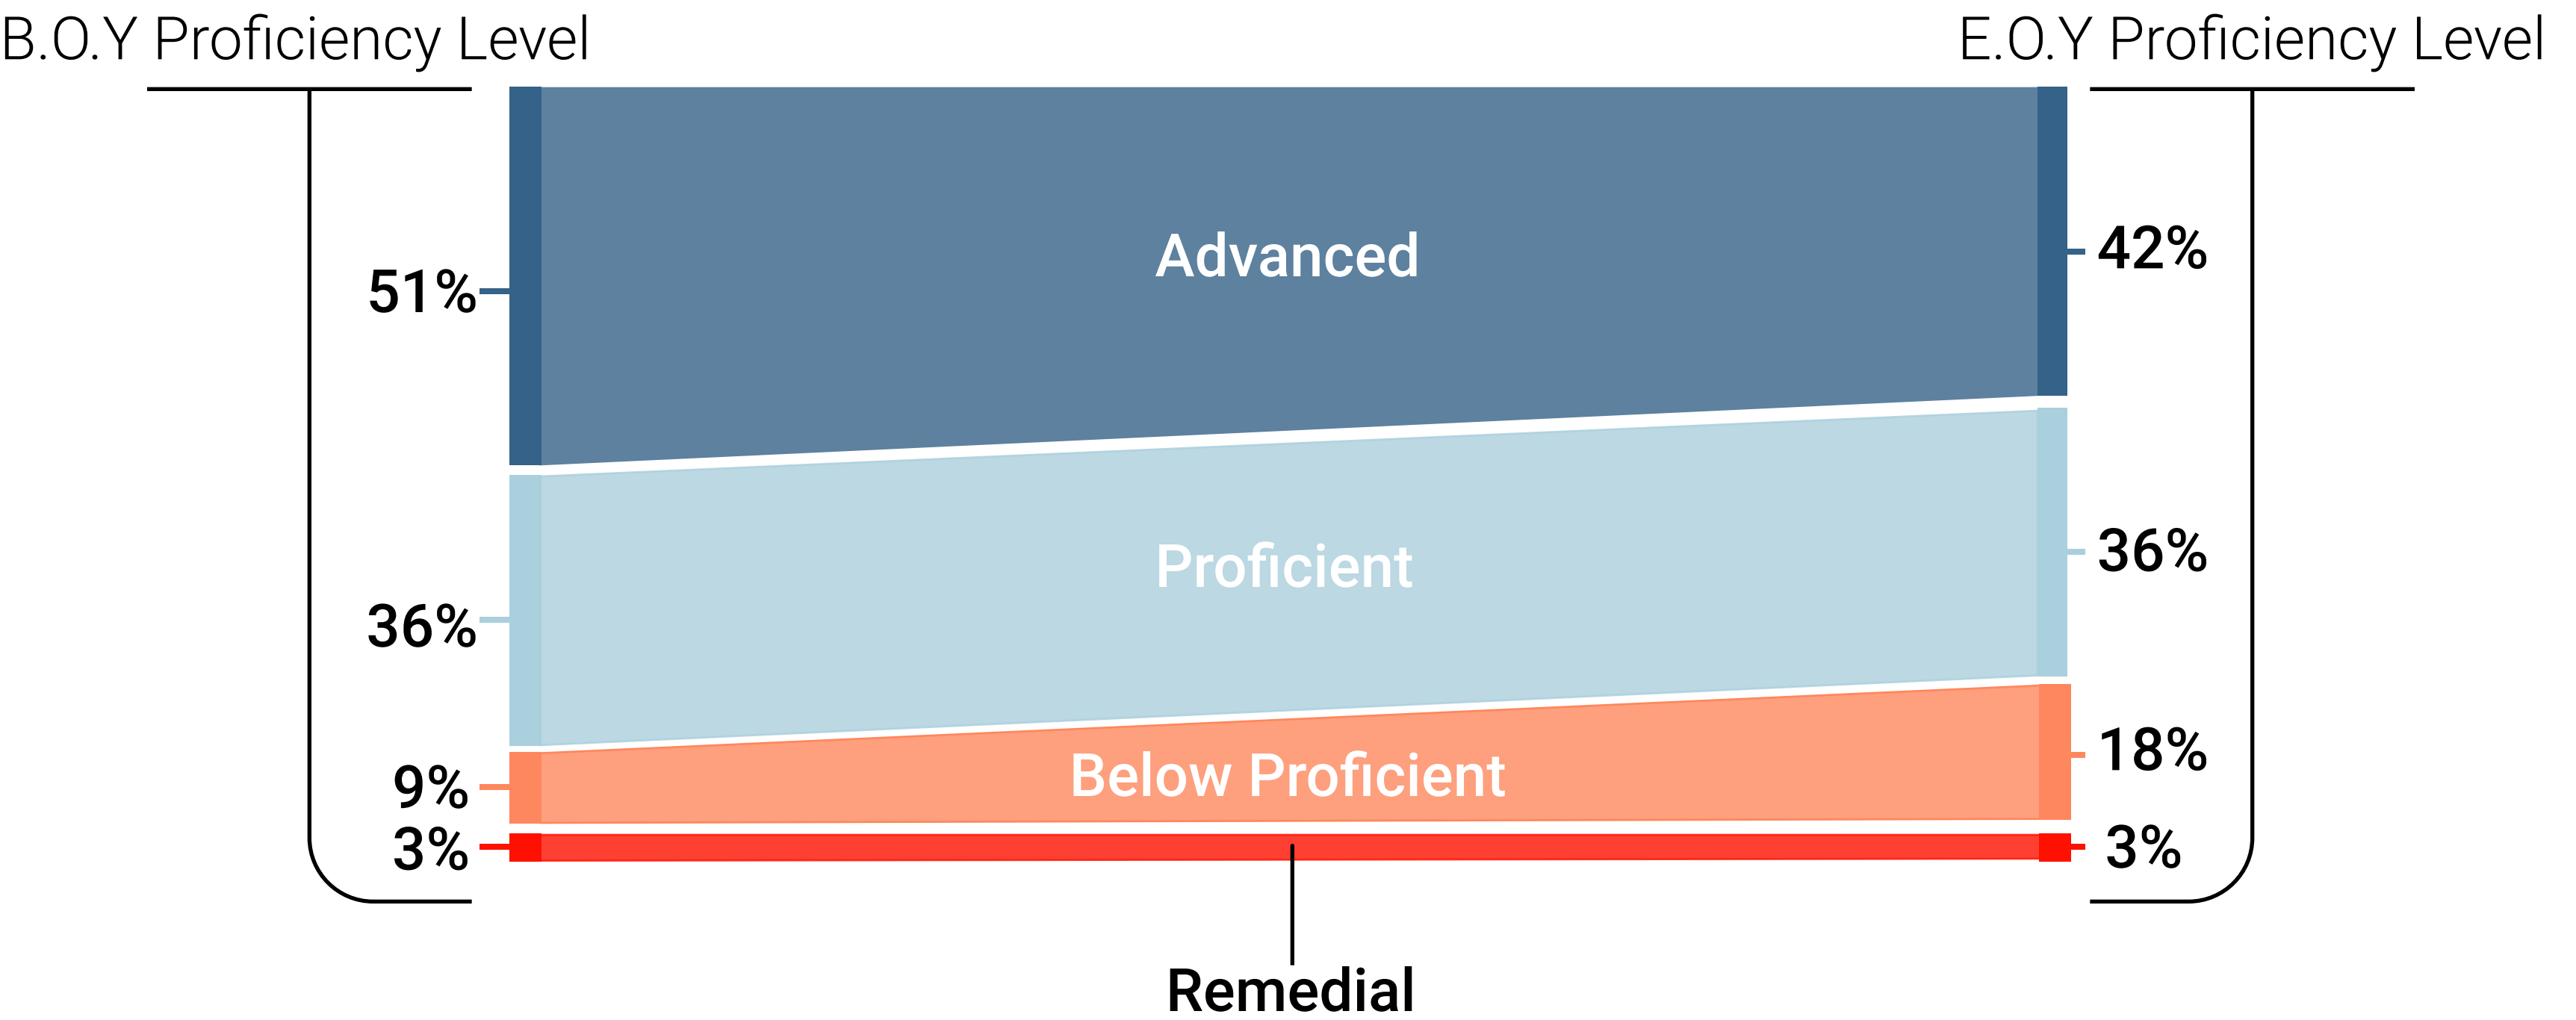 B.O.Y Proficiency Level
E.O.Y Proficiency Level
Advanced
42%
51%
Proficient
36%
36%
Below Proficient
18%
9%
3%
3%
Remedial